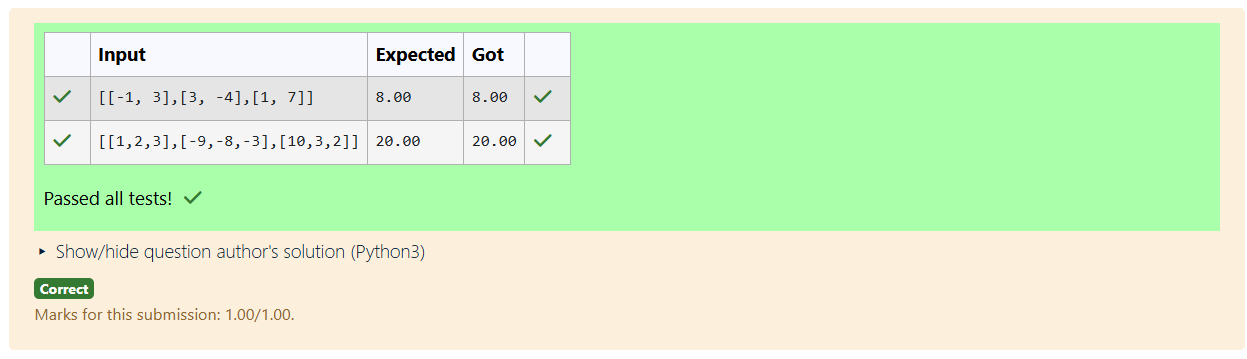 Input Expected Got
[[-1, 3],[3, -4],[1, 7]] 8.00 8.00
[[1,2,3],[-9,-8,-3],[10,3,2]] 20.00 20.00
Passed all tests!
Show/hide question author's solution (Python3)
Correct
Marks for this submission: 1.00/1.00.